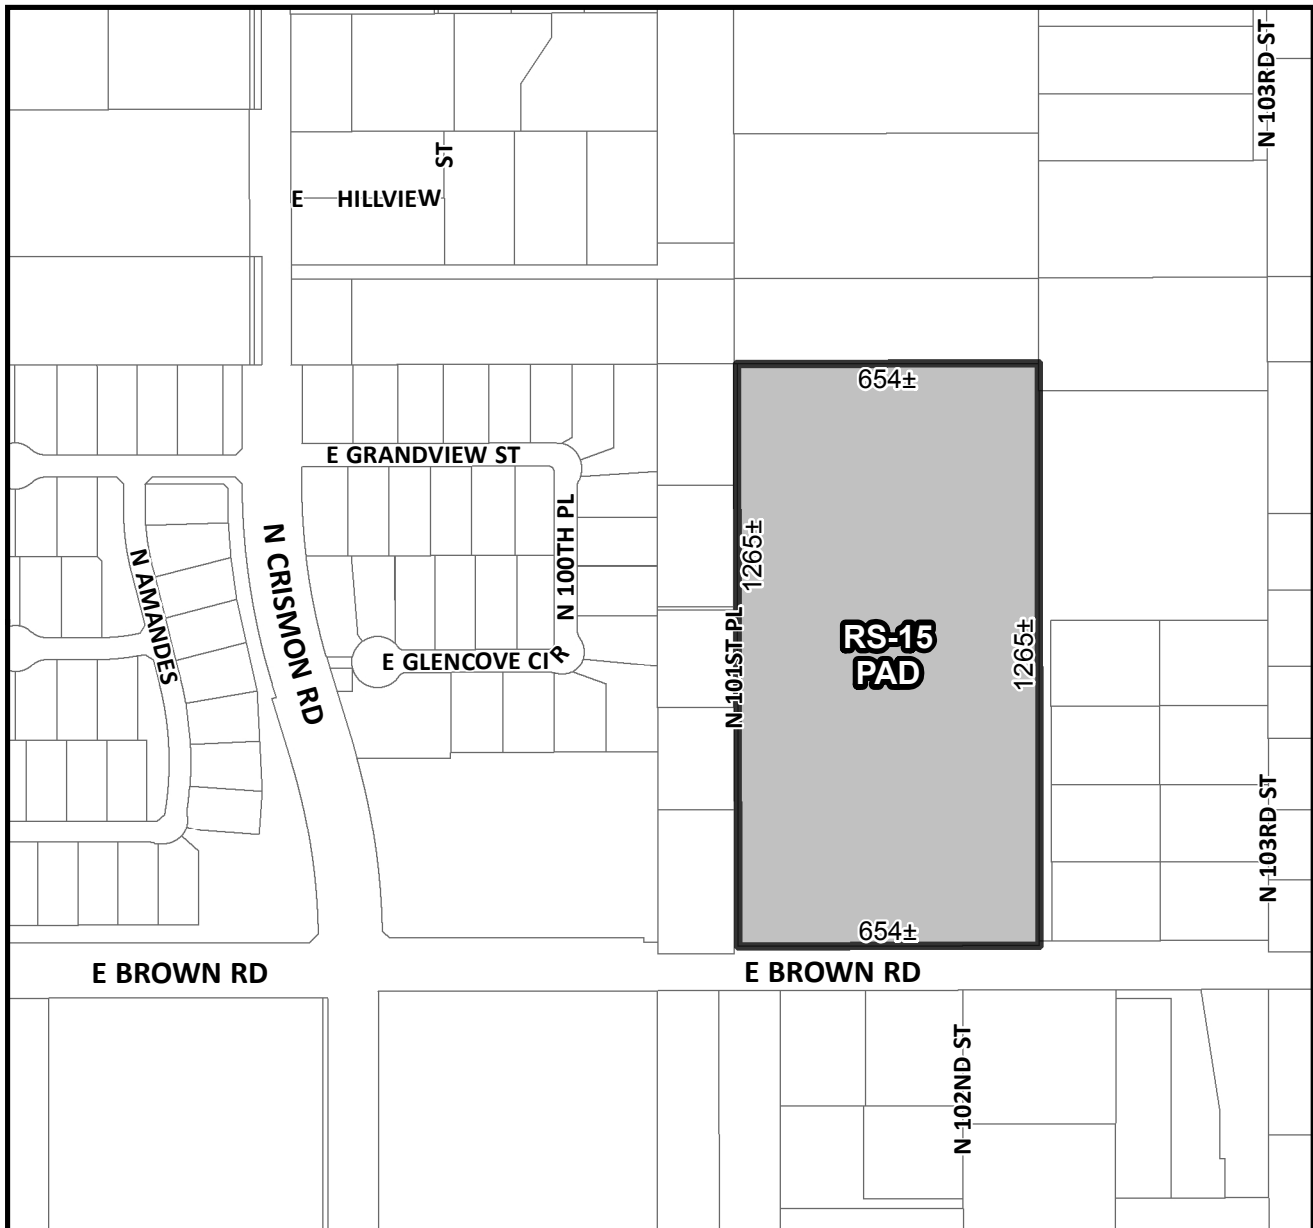 N 103RD ST
E HILLVIEW ST
654±
E GRANDVIEW ST
N 100TH PL
1265±
N CRISMON RD
N AMANDES
RS-15
PAD
1265±
N 101ST PL
E GLENCOVE CIR
N 103RD ST
654±
E BROWN RD
E BROWN RD
N 102ND ST